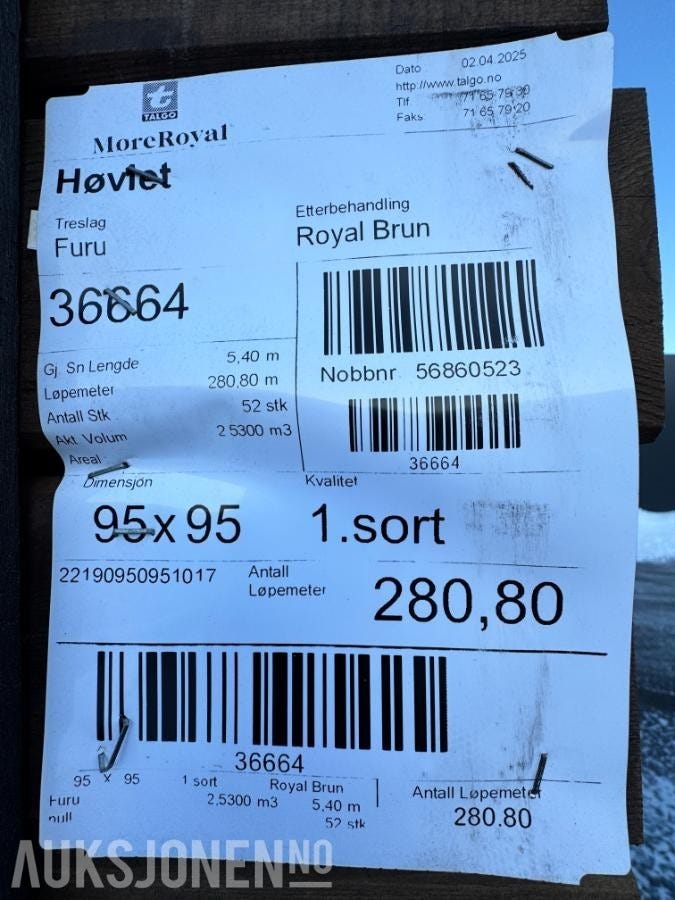 TALGO
MoreRoyal
Dato 02.04 2025
http://www.talgo.no
Tlf 71 65 79 30
Faks 71 65 79 20
Høvlet
Treslag
Furu
Etterbehandling
Royal Brun
36664
Gj Sn Lengde 5,40 m
Løpemeter 280,80 m
Antall Stk 52 stk
Akt Volum 2 5300 m3
Areal
Nobbnr 56860523
36664
Dimensjon
95 x 95
Kvalitet
1.sort
22190950951017
Antall
Løpemeter
280,80
36664
95 x 95 1 sort Royal Brun
Furu 2,5300 m3 5,40 m
null 52 stk
Antall Løpemeter
280.80
AUKSJONEN.NO